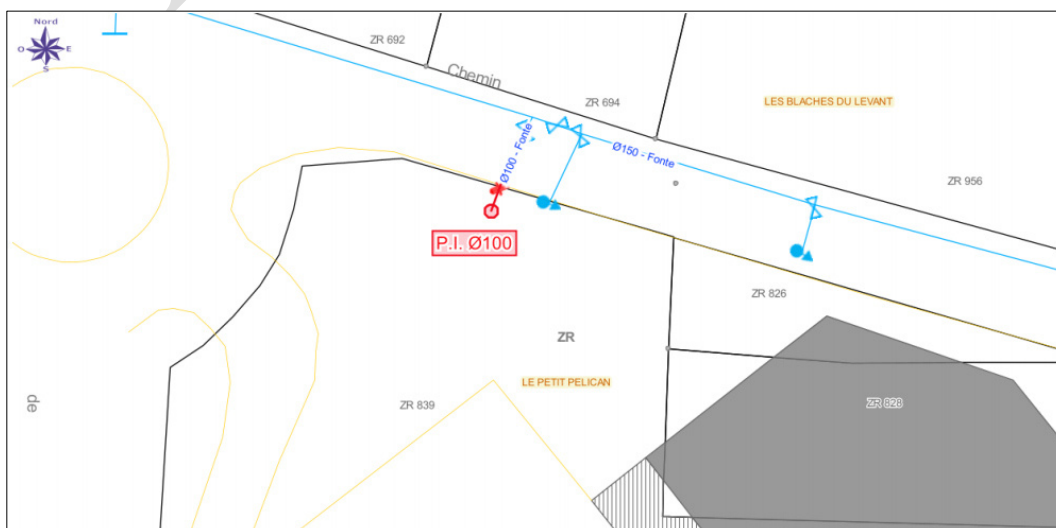 Nord
O
E
S
ZR 692
Chemin
ZR 694
LES BLACHES DU LEVANT
Ø100 - Fonte
Ø150 - Fonte
ZR 956
P.I. Ø100
ZR 826
ZR
LE PETIT PELICAN
ZR 839
de
ZR 828